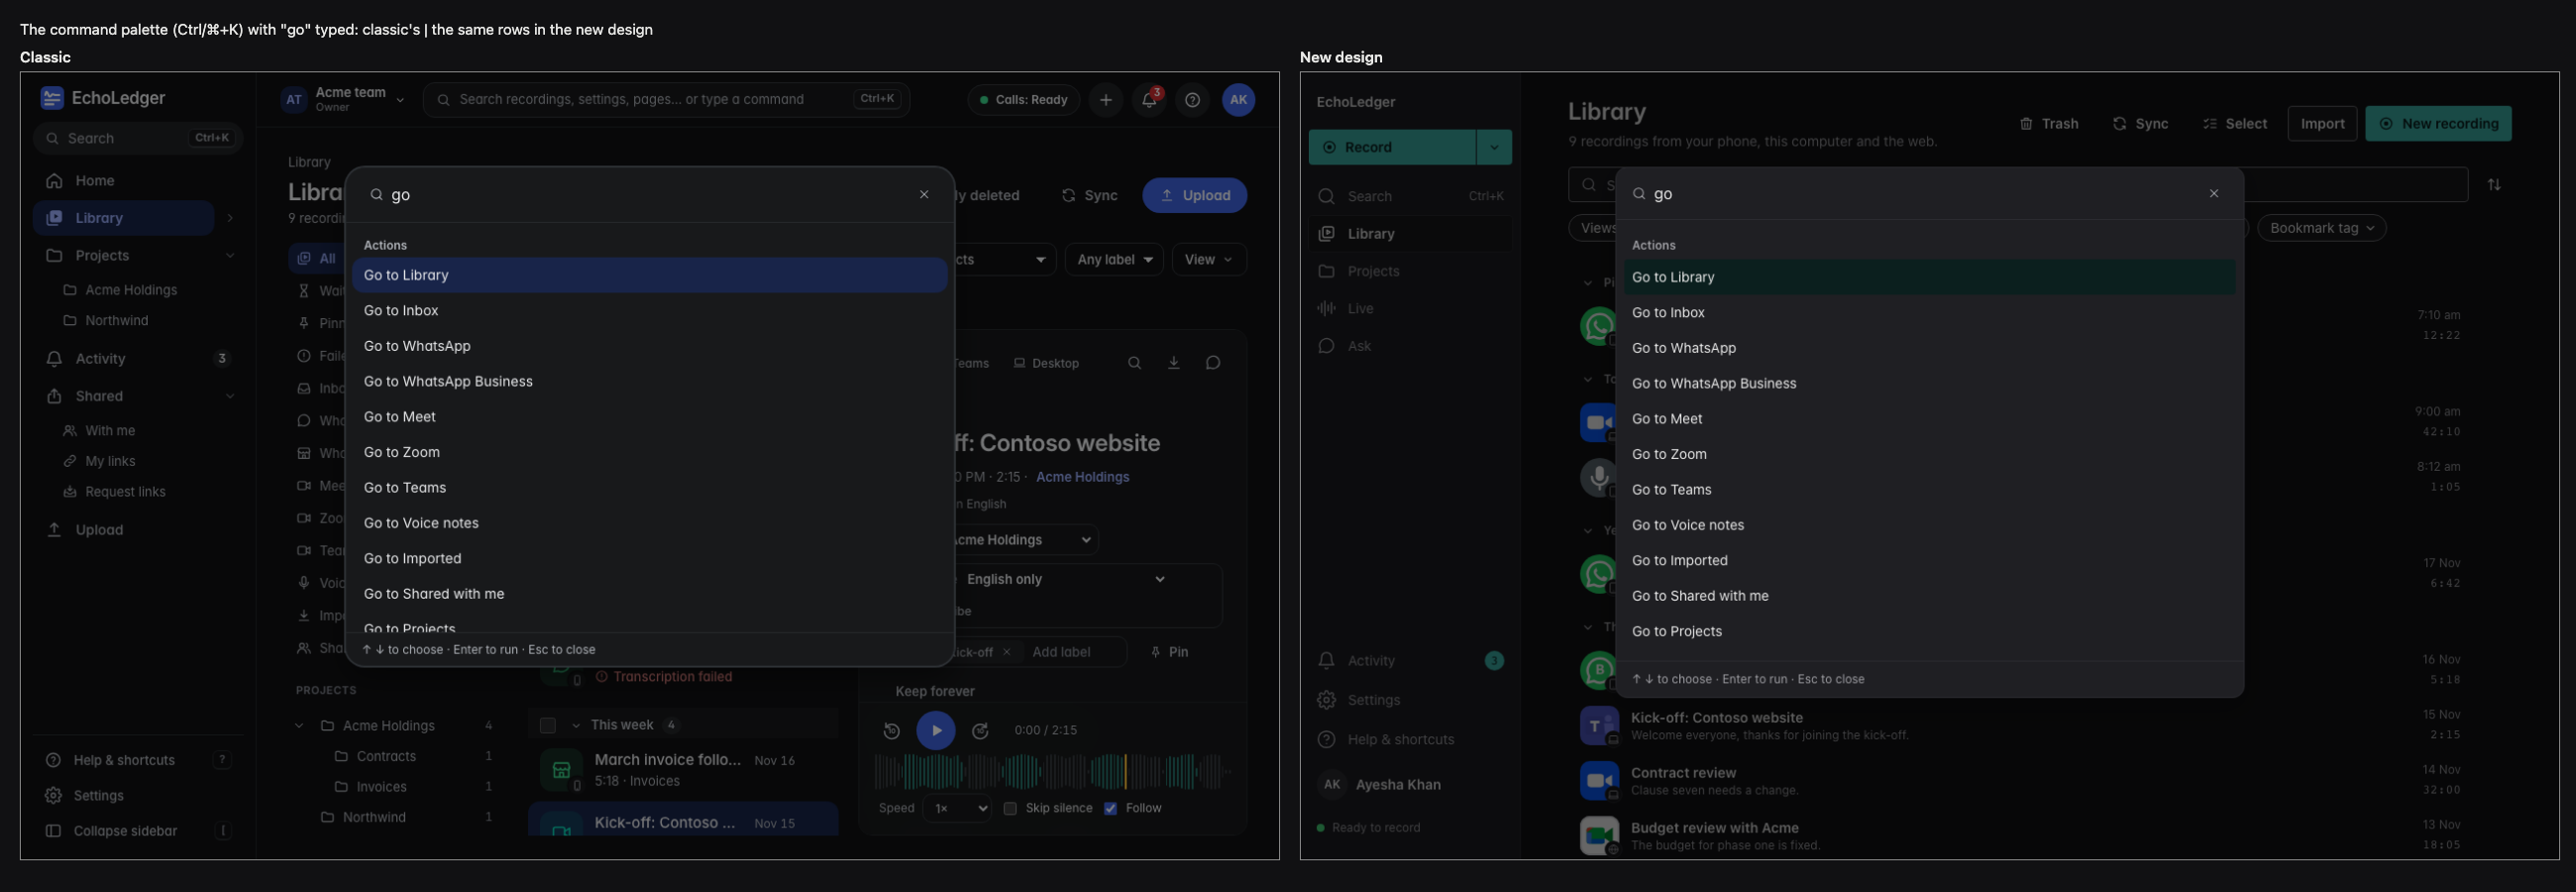 The command palette (Ctrl/⌘+K) with "go" typed: classic's | the same rows in the new design
Classic
EchoLedger
Search Ctrl+K
Home
Library
Projects
Acme Holdings
Northwind
Activity 3
Shared
With me
My links
Request links
Upload
Help & shortcuts ?
Settings
Collapse sidebar [
AT Acme team
Owner
Search recordings, settings, pages... or type a command Ctrl+K
Calls: Ready
3
AK
Library
9
Sync
Upload
All
Any label
View
go
Actions
Go to Library
Go to Inbox
Go to WhatsApp
Go to WhatsApp Business
Go to Meet
Go to Zoom
Go to Teams
Go to Voice notes
Go to Imported
Go to Shared with me
Go to Projects
↑ ↓ to choose · Enter to run · Esc to close
deleted
Teams Desktop
Contoso website
PM · 2:15 · Acme Holdings
English
Acme Holdings
English only
Add label
Pin
Transcription failed
Keep forever
PROJECTS
Acme Holdings 4
Contracts 1
Invoices 1
Northwind 1
This week 4
March invoice follo... Nov 16
5:18 · Invoices
Kick-off: Contoso ... Nov 15
10 10 0:00 / 2:15
Speed 1× Skip silence Follow
New design
EchoLedger
Record
Search Ctrl+K
Library
Projects
Live
Ask
Activity 3
Settings
Help & shortcuts
AK Ayesha Khan
Ready to record
Library
9 recordings from your phone, this computer and the web.
Trash
Sync
Select
Import
New recording
Views
Bookmark tag
go
Actions
Go to Library
Go to Inbox
Go to WhatsApp
Go to WhatsApp Business
Go to Meet
Go to Zoom
Go to Teams
Go to Voice notes
Go to Imported
Go to Shared with me
Go to Projects
↑ ↓ to choose · Enter to run · Esc to close
7:10 am
12:22
9:00 am
42:10
8:12 am
1:05
17 Nov
6:42
16 Nov
5:18
Kick-off: Contoso website 15 Nov
Welcome everyone, thanks for joining the kick-off. 2:15
Contract review 14 Nov
Clause seven needs a change. 32:00
Budget review with Acme 13 Nov
The budget for phase one is fixed. 18:05